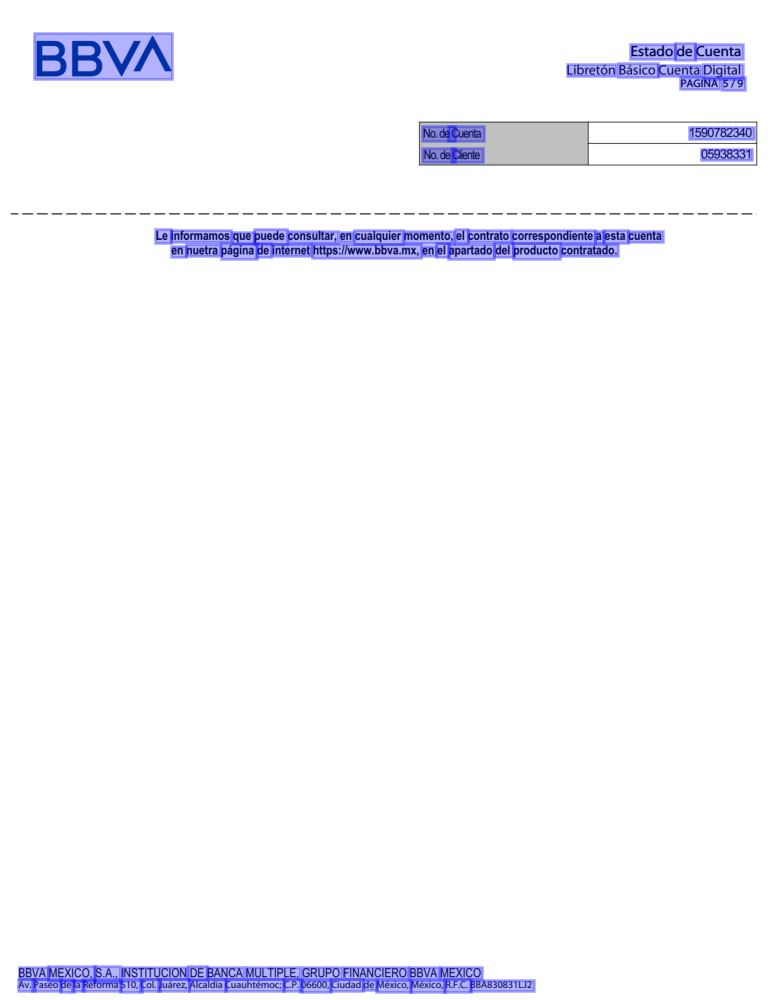 BBVA
Estado de Cuenta
Libretón Básico Cuenta Digital
PAGINA 5 / 9
No. de Cuenta 1590782340
No. de Cliente 05938331
Le informamos que puede consultar, en cualquier momento, el contrato correspondiente a esta cuenta
en nuetra página de internet https://www.bbva.mx, en el apartado del producto contratado.
BBVA MEXICO, S.A., INSTITUCION DE BANCA MULTIPLE, GRUPO FINANCIERO BBVA MEXICO
Av. Paseo de la Reforma 510, Col. Juárez, Alcaldía Cuauhtémoc; C.P. 06600, Ciudad de México, México, R.F.C. BBA830831LJ2